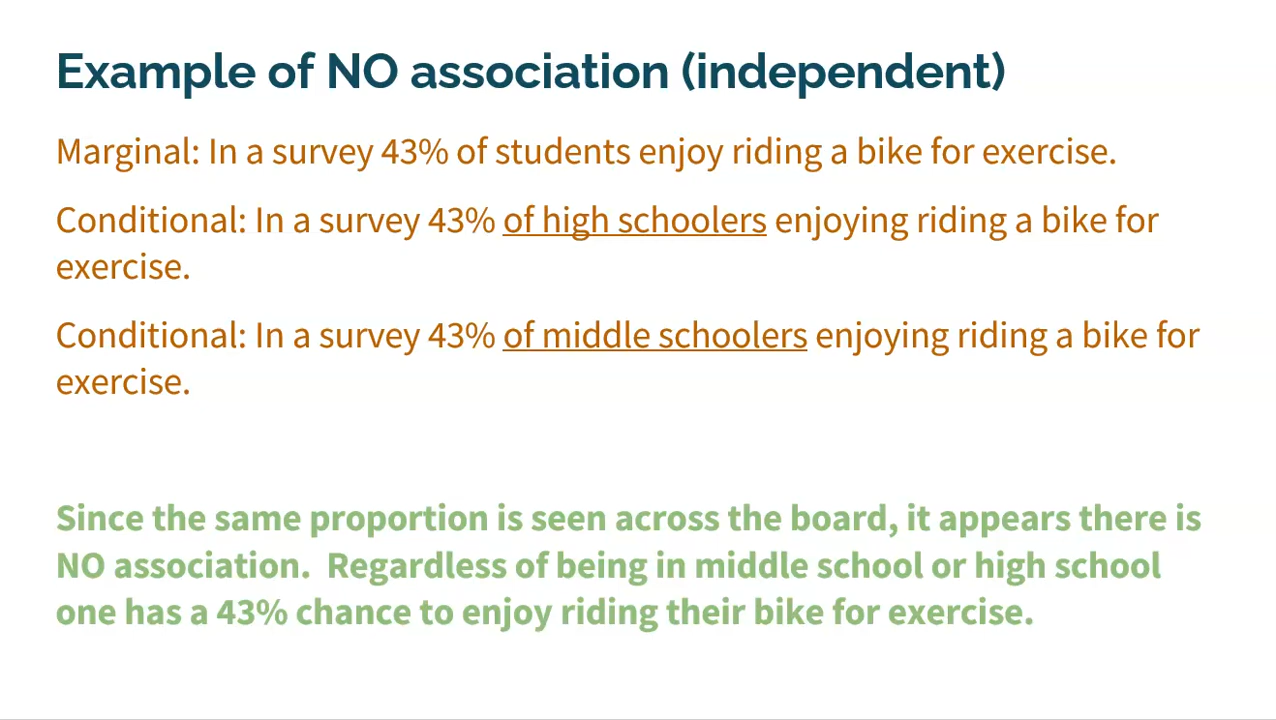 Example of NO association (independent)
Marginal: In a survey 43% of students enjoy riding a bike for exercise.
Conditional: In a survey 43% of high schoolers enjoying riding a bike for
exercise.
Conditional: In a survey 43% of middle schoolers enjoying riding a bike for
exercise.
Since the same proportion is seen across the board, it appears there is
NO association.  Regardless of being in middle school or high school
one has a 43% chance to enjoy riding their bike for exercise.